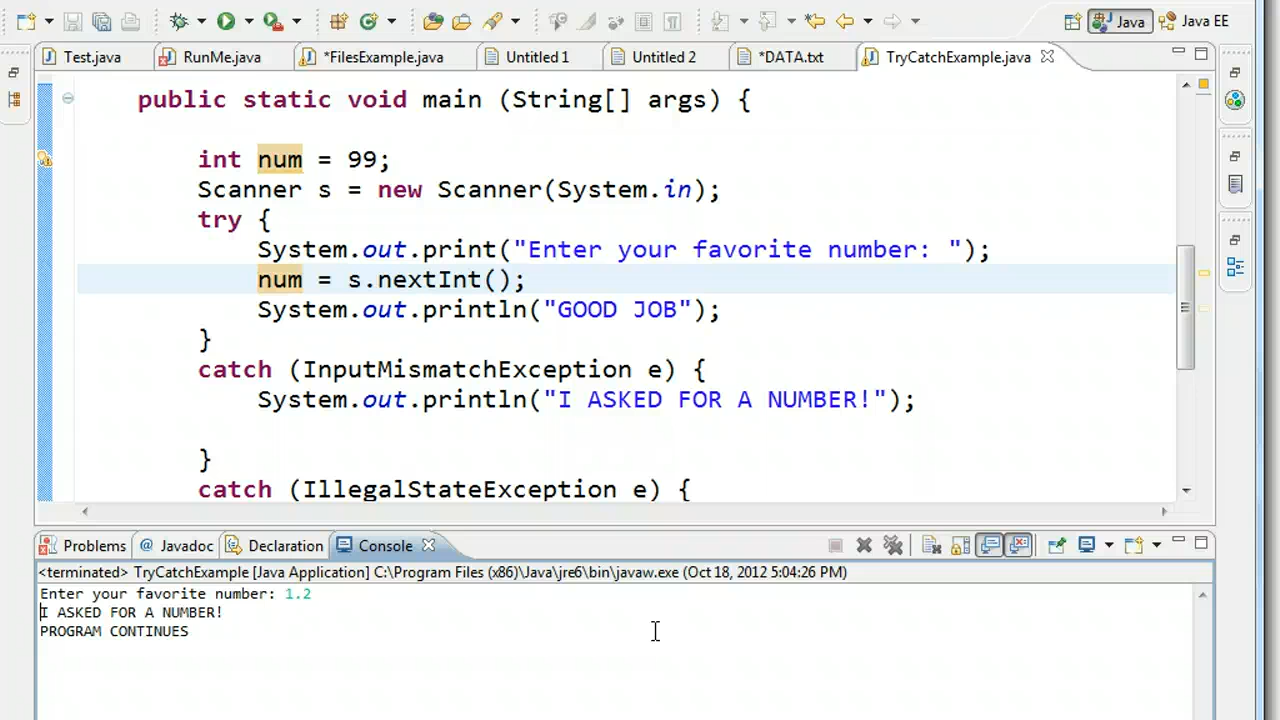 Java
Java EE
Test.java
RunMe.java
*FilesExample.java
Untitled 1
Untitled 2
*DATA.txt
TryCatchExample.java
public static void main (String[] args) {
int num = 99;
Scanner s = new Scanner(System.in);
try {
System.out.print("Enter your favorite number: ");
num = s.nextInt();
System.out.println("GOOD JOB");
}
catch (InputMismatchException e) {
System.out.println("I ASKED FOR A NUMBER!");
}
catch (IllegalStateException e) {
Problems
@ Javadoc
Declaration
Console
<terminated> TryCatchExample [Java Application] C:\Program Files (x86)\Java\jre6\bin\javaw.exe (Oct 18, 2012 5:04:26 PM)
Enter your favorite number: 1.2
I ASKED FOR A NUMBER!
PROGRAM CONTINUES